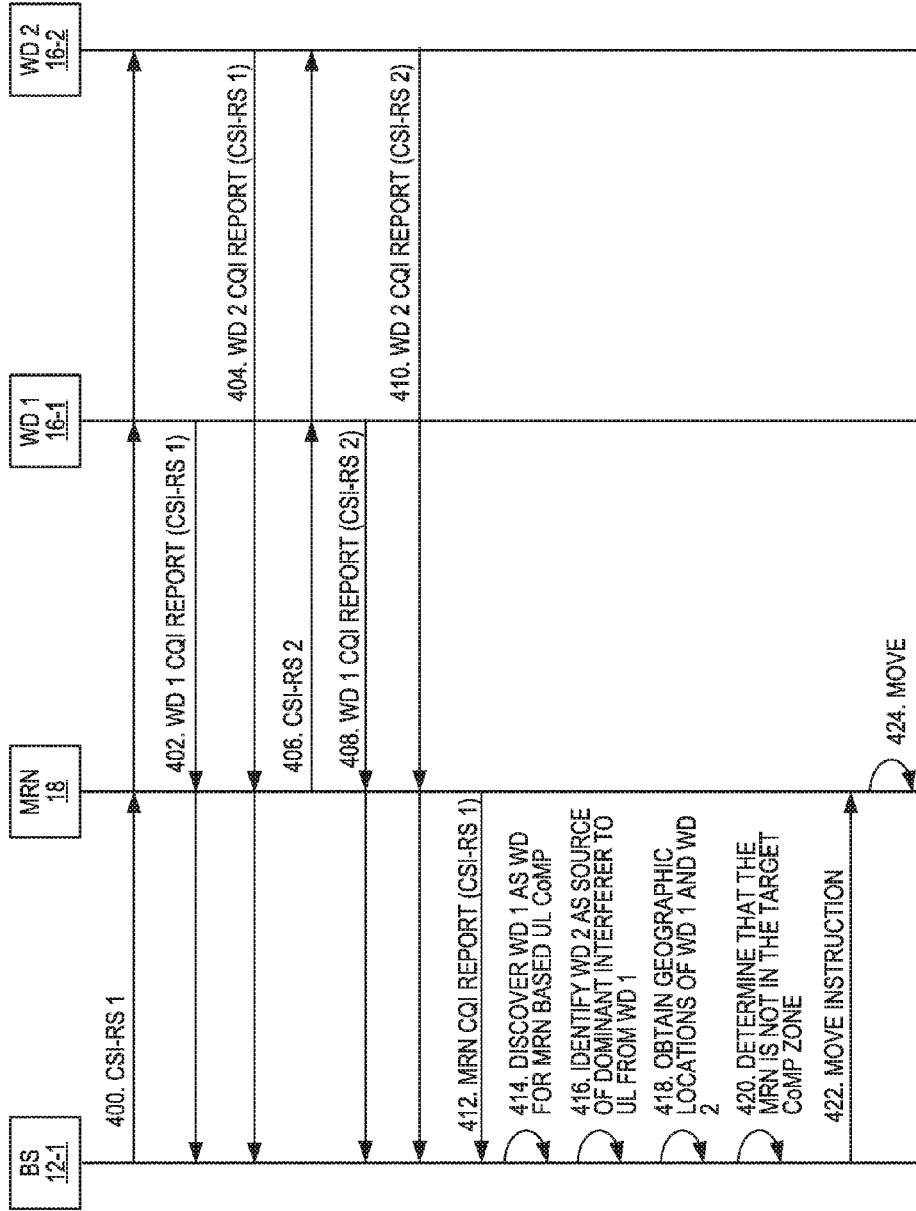 BS
12-1
MRN
18
WD 1
16-1
WD 2
16-2
400. CSI-RS 1
402. WD 1 CQI REPORT (CSI-RS 1)
404. WD 2 CQI REPORT (CSI-RS 1)
406. CSI-RS 2
408. WD 1 CQI REPORT (CSI-RS 2)
410. WD 2 CQI REPORT (CSI-RS 2)
412. MRN CQI REPORT (CSI-RS 1)
414. DISCOVER WD 1 AS WD
FOR MRN BASED UL CoMP
416. IDENTIFY WD 2 AS SOURCE
OF DOMINANT INTERFERER TO
UL FROM WD 1
418. OBTAIN GEOGRAPHIC
LOCATIONS OF WD 1 AND WD
2
420. DETERMINE THAT THE
MRN IS NOT IN THE TARGET
CoMP ZONE
422. MOVE INSTRUCTION
424. MOVE